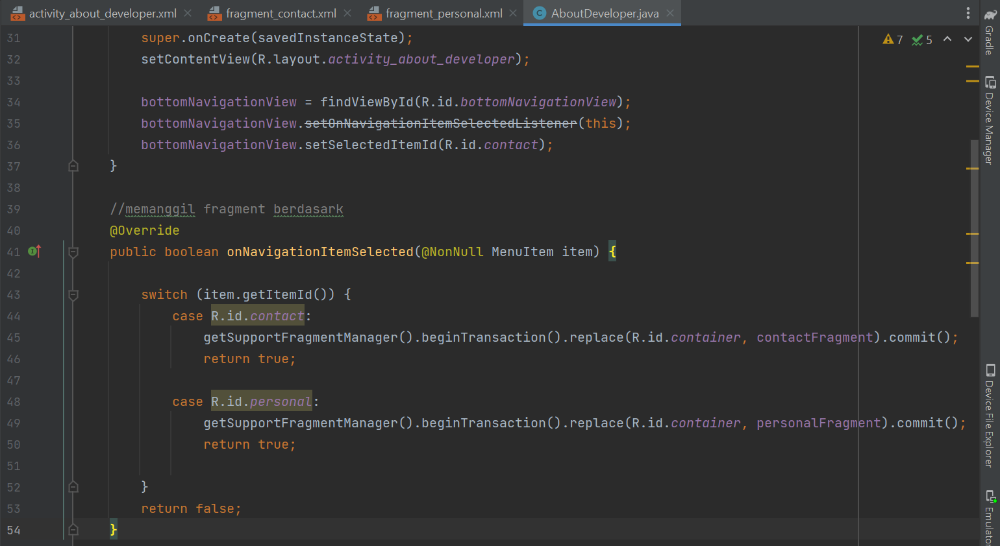 activity_about_developer.xml fragment_contact.xml fragment_personal.xml AboutDeveloper.java
7 5
31 super.onCreate(savedInstanceState);
32 setContentView(R.layout.activity_about_developer);
33
34 bottomNavigationView = findViewById(R.id.bottomNavigationView);
35 bottomNavigationView.setOnNavigationItemSelectedListener(this);
36 bottomNavigationView.setSelectedItemId(R.id.contact);
37 }
38
39 //memanggil fragment berdasark
40 @Override
41 public boolean onNavigationItemSelected(@NonNull MenuItem item) {
42
43 switch (item.getItemId()) {
44 case R.id.contact:
45 getSupportFragmentManager().beginTransaction().replace(R.id.container, contactFragment).commit();
46 return true;
47
48 case R.id.personal:
49 getSupportFragmentManager().beginTransaction().replace(R.id.container, personalFragment).commit();
50 return true;
51
52 }
53 return false;
54 }
Gradle
Device Manager
Device File Explorer
Emulator